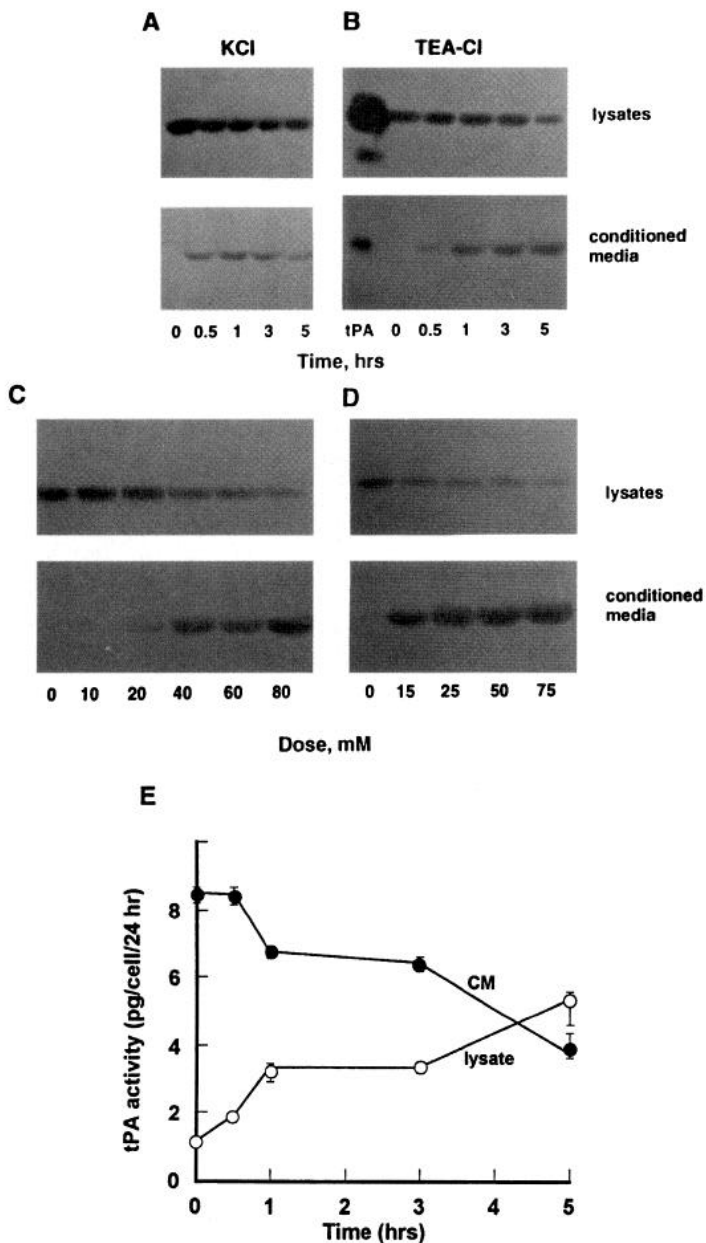 A
KCl
B
TEA-Cl
lysates
conditioned
media
0 0.5 1 3 5
tPA 0 0.5 1 3 5
Time, hrs
C
D
lysates
conditioned
media
0 10 20 40 60 80
0 15 25 50 75
Dose, mM
E
tPA activity (pg/cell/24 hr)
8
6
4
2
0
CM
lysate
0 1 2 3 4 5
Time (hrs)